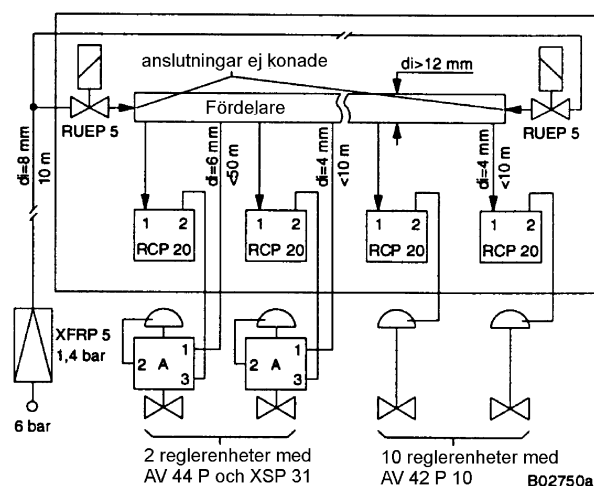 anslutningar ej konade
di>12 mm
Fördelare
RUEP 5
RUEP 5
di=8 mm
10 m
di=6 mm
<50 m
di=4 mm
<10 m
di=4 mm
<10 m
1 2
RCP 20
1 2
RCP 20
1 2
RCP 20
1 2
RCP 20
XFRP 5
1,4 bar
6 bar
2 A 1
3
2 A 1
3
2 reglerenheter med
AV 44 P och XSP 31
10 reglerenheter med
AV 42 P 10
B02750a